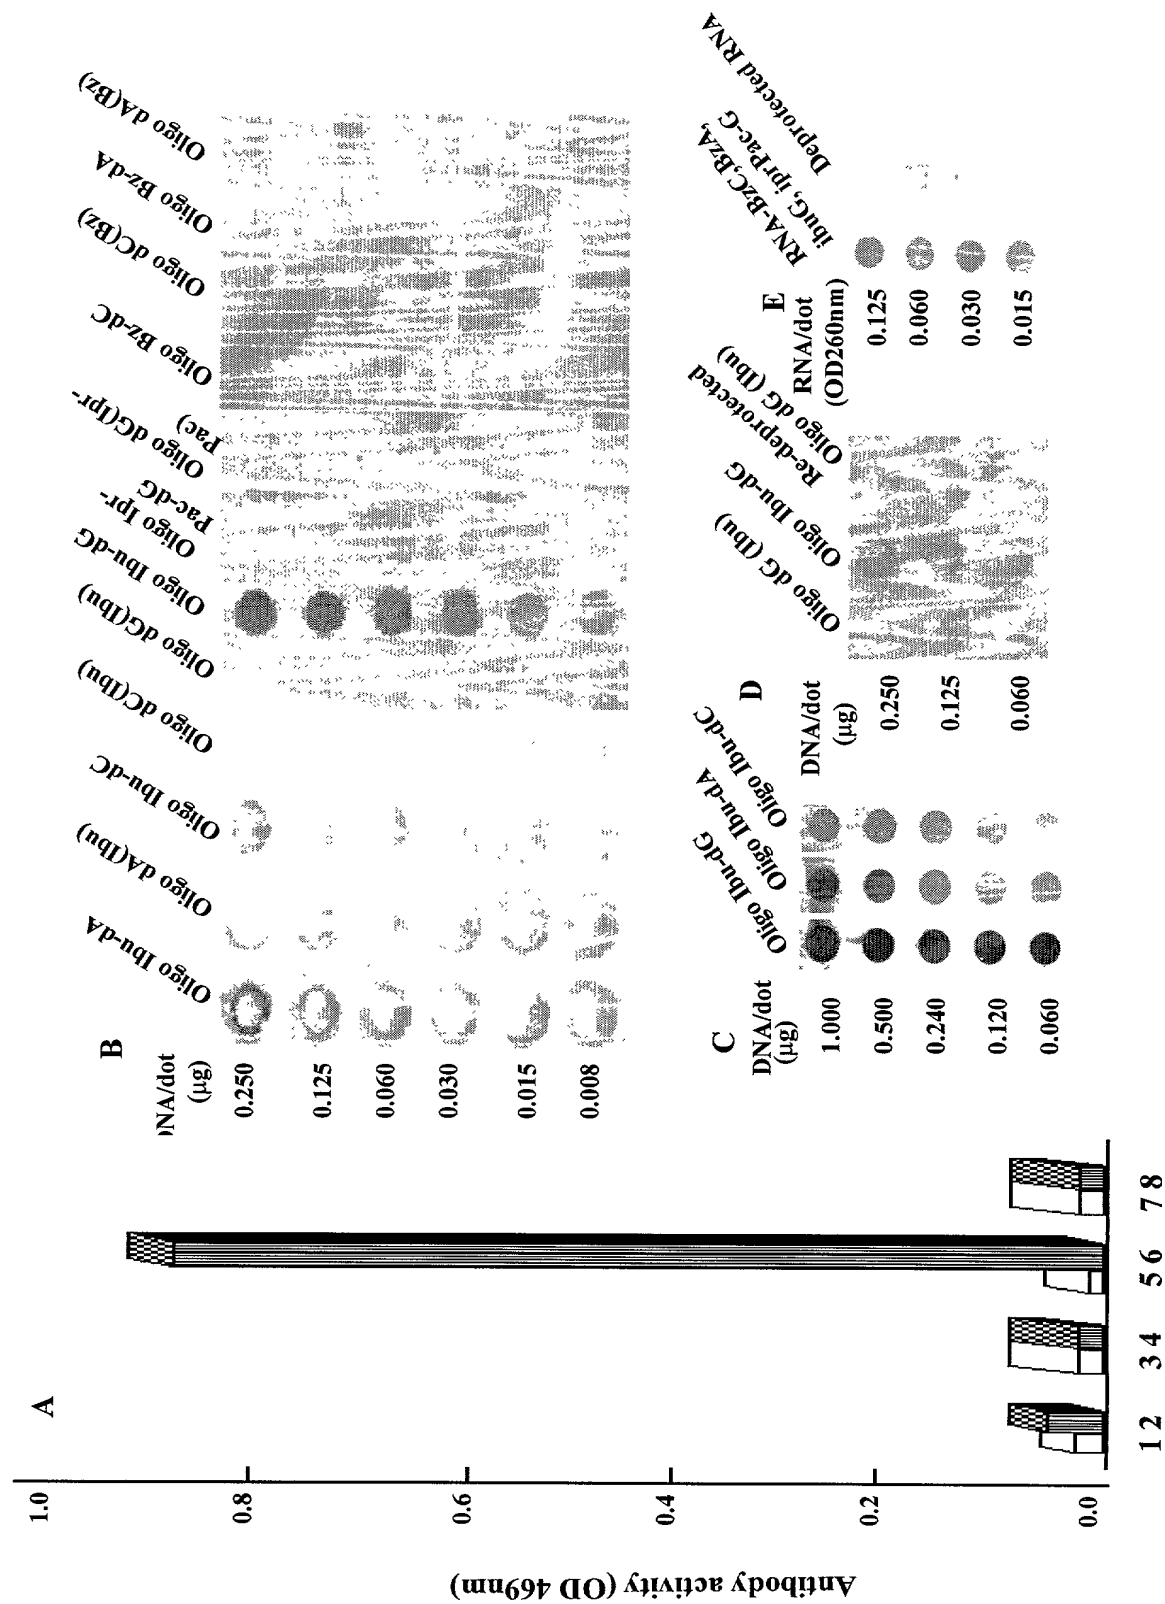 A
Antibody activity (OD 469nm)
1.0
0.8
0.6
0.4
0.2
0.0
1 2 3 4 5 6 7 8
B
)NA/dot
(µg)
0.250
0.125
0.060
0.030
0.015
0.008
Oligo Ibu-dA
Oligo dA(Ibu)
Oligo Ibu-dC
Oligo dC(Ibu)
Oligo dG(Ibu)
Oligo Ibu-dG
Oligo Ipr-
Pac-dG
Oligo dG(Ipr-
Pac)
Oligo Bz-dC
Oligo dC(Bz)
Oligo Bz-dA
Oligo dA(Bz)
C
DNA/dot
(µg)
1.000
0.500
0.240
0.120
0.060
Oligo Ibu-dG
Oligo Ibu-dA
Oligo Ibu-dC
D
DNA/dot
(µg)
0.250
0.125
0.060
Oligo dG (Ibu)
Oligo Ibu-dG
Re-deprotected
Oligo dG (Ibu)
E
RNA/dot
(OD260nm)
0.125
0.060
0.030
0.015
RNA-BzC,BzA,
ibuG, iprPac-G
Deprotected RNA